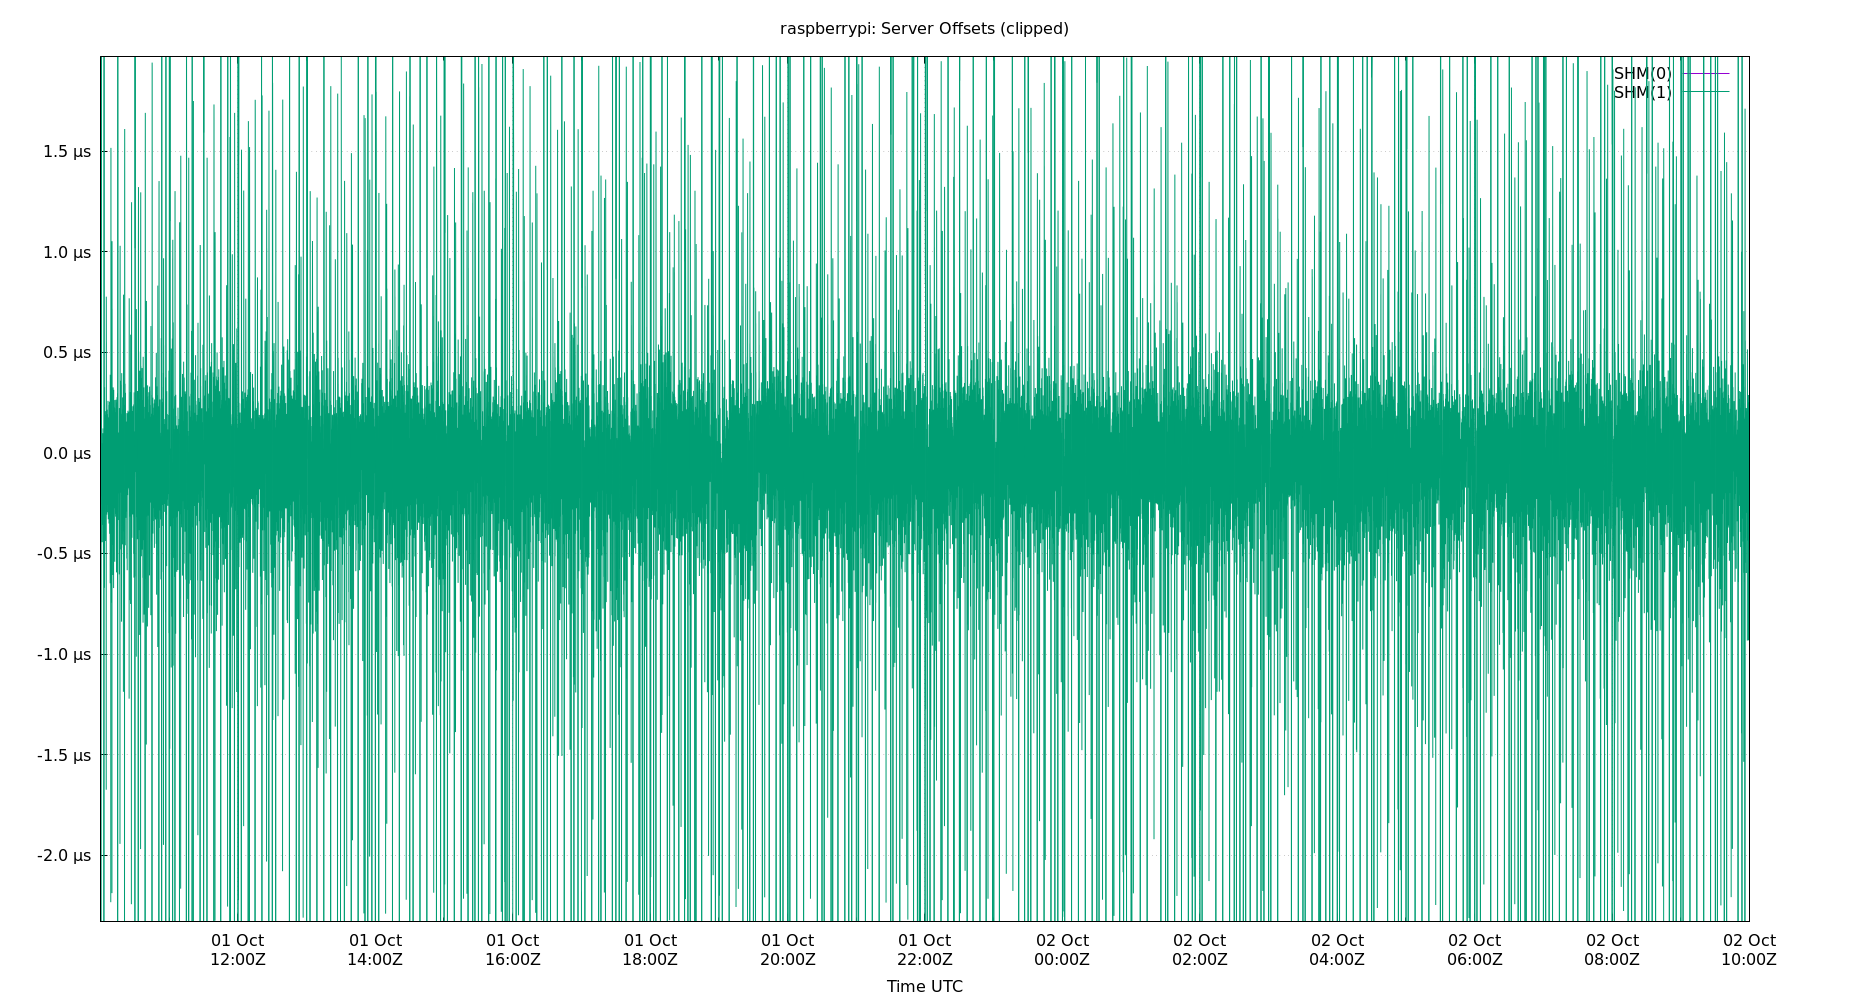 raspberrypi: Server Offsets (clipped)
SHM(0)
SHM(1)
1.5 µs
1.0 µs
0.5 µs
0.0 µs
-0.5 µs
-1.0 µs
-1.5 µs
-2.0 µs
01 Oct 01 Oct 01 Oct 01 Oct 01 Oct 01 Oct 02 Oct 02 Oct 02 Oct 02 Oct 02 Oct 02 Oct
12:00Z 14:00Z 16:00Z 18:00Z 20:00Z 22:00Z 00:00Z 02:00Z 04:00Z 06:00Z 08:00Z 10:00Z
Time UTC